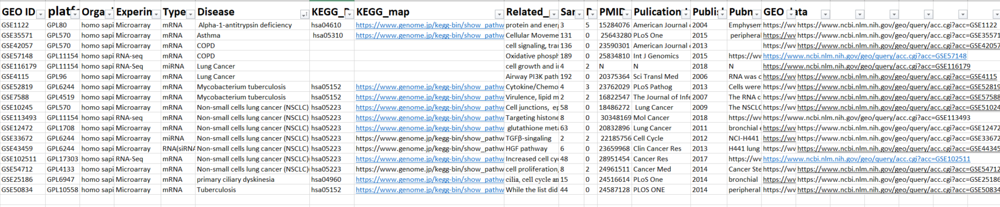 GEO ID platf Orga Experin Type Disease KEGG_D KEGG_map Related_ Sar D PMID Pulication Publis Pubn GEO data
GSE1122 GPL80 homo sapi Microarray mRNA Alpha-1-antitrypsin deficiency hsa04610 https://www.genome.jp/kegg-bin/show_pathw protein and ener 3 5 15284076 American Journal 2004 Emphysem https://wv https://www.ncbi.nlm.nih.gov/geo/query/acc.cgi?acc=GSE1122
GSE35571 GPL570 homo sapi Microarray mRNA Asthma hsa05310 https://www.genome.jp/kegg-bin/show_pathw Cellular Moveme 131 0 25643280 PLoS One 2015 peripheral https://wv https://www.ncbi.nlm.nih.gov/geo/query/acc.cgi?acc=GSE35571
GSE42057 GPL570 homo sapi Microarray mRNA COPD cell signaling, tra 136 0 23590301 American Journal 2013 https://wv https://www.ncbi.nlm.nih.gov/geo/query/acc.cgi?acc=GSE42057
GSE57148 GPL11154 homo sapi RNA-seq mRNA COPD Oxidative phosph 189 0 25834810 Int J Genomics 2015 https://wv https://www.ncbi.nlm.nih.gov/geo/query/acc.cgi?acc=GSE57148
GSE116179 GPL11154 homo sapi RNA-Seq miRNA Lung Cancer cell growth and i 4 2 N N 2018 N https://www.ncbi.nlm.nih.gov/geo/query/acc.cgi?acc=GSE116179
GSE4115 GPL96 homo sapi Microarray mRNA Lung Cancer Airway PI3K path 192 0 20375364 Sci Transl Med 2006 RNA was c https://wv https://www.ncbi.nlm.nih.gov/geo/query/acc.cgi?acc=GSE4115
GSE52819 GPL6244 homo sapi Microarray mRNA Mycobacterium tuberculosis hsa05152 https://www.genome.jp/kegg-bin/show_pathw Cytokine/Chemo 4 3 23762029 PLoS Pathog 2013 Cells were https://wv https://www.ncbi.nlm.nih.gov/geo/query/acc.cgi?acc=GSE52819
GSE7588 GPL4519 homo sapi Microarray mRNA Mycobacterium tuberculosis hsa05152 https://www.genome.jp/kegg-bin/show_pathw Virulence, lipid m 2 2 16822547 The Journal of Infe 2007 The RNA c https://wv https://www.ncbi.nlm.nih.gov/geo/query/acc.cgi?acc=GSE57588
GSE10245 GPL570 homo sapi Microarray mRNA Non-small cells lung cancer (NSCLC) hsa05223 https://www.genome.jp/kegg-bin/show_pathw Cell junctions, ep 58 0 18486272 Lung Cancer 2009 The NSCLC https://wv https://www.ncbi.nlm.nih.gov/geo/query/acc.cgi?acc=GSE51024
GSE113493 GPL11154 homo sapi RNA-seq mRNA Non-small cells lung cancer (NSCLC) hsa05223 https://www.genome.jp/kegg-bin/show_pathw Targeting histone 8 0 30348169 Mol Cancer 2018 https://wv https://www.ncbi.nlm.nih.gov/geo/query/acc.cgi?acc=GSE113493
GSE12472 GPL1708 homo sapi Microarray mRNA Non-small cells lung cancer (NSCLC) hsa05223 https://www.genome.jp/kegg-bin/show_pathw glutathione meta 63 0 20832896 Lung Cancer 2011 bronchial e https://wv https://www.ncbi.nlm.nih.gov/geo/query/acc.cgi?acc=GSE12472
GSE33672 GPL6244 homo sapi Microarray miRNA Non-small cells lung cancer (NSCLC) hsa05223 https://www.genome.jp/kegg-bin/show_pathw TGFβ-singaling 2 2 22185756 Cell Cycle 2012 NCI-H441 https://wv https://www.ncbi.nlm.nih.gov/geo/query/acc.cgi?acc=GSE33672
GSE43459 GPL6244 homo sapi Microarray RNA(siRNA Non-small cells lung cancer (NSCLC) hsa05223 https://www.genome.jp/kegg-bin/show_pathw HGF pathway 6 0 23659968 Clin Cancer Res 2013 H441 lung https://wv https://www.ncbi.nlm.nih.gov/geo/query/acc.cgi?acc=GSE44345
GSE102511 GPL17303 homo sapi RNA-Seq mRNA Non-small cells lung cancer (NSCLC) hsa05223 https://www.genome.jp/kegg-bin/show_pathw Increased cell cy 48 0 28951454 Cancer Res 2017 https://wv https://www.ncbi.nlm.nih.gov/geo/query/acc.cgi?acc=GSE102511
GSE54712 GPL4133 homo sapi Microarray mRNA Non-small cells lung cancer (NSCLC) hsa05223 https://www.genome.jp/kegg-bin/show_pathw cell proliferation, 8 2 24961511 Cancer Med 2014 Cancer Ste https://wv https://www.ncbi.nlm.nih.gov/geo/query/acc.cgi?acc=GSE54712
GSE25186 GPL6947 homo sapi Microarray mRNA primary ciliary dyskinesia hsa04960 https://www.genome.jp/kegg-bin/show_pathw cilia, cell cycle an 15 0 24516614 PLoS One 2014 bronchial https://wv https://www.ncbi.nlm.nih.gov/geo/query/acc.cgi?acc=GSE25186
GSE50834 GPL10558 homo sapi Microarray mRNA Tuberculosis hsa05152 https://www.genome.jp/kegg-bin/show_pathw While the list did 44 0 24587128 PLOS ONE 2014 peripheral https://wv https://www.ncbi.nlm.nih.gov/geo/query/acc.cgi?acc=GSE50834